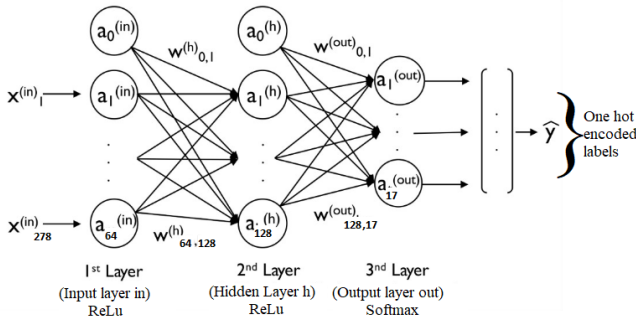 a₀⁽ⁱⁿ⁾
a₀⁽ʰ⁾
w⁽ʰ⁾₀,₁
w⁽ᵒᵘᵗ⁾₀,₁
x⁽ⁱⁿ⁾₁
a₁⁽ⁱⁿ⁾
a₁⁽ʰ⁾
a₁⁽ᵒᵘᵗ⁾
ŷ
One hot
encoded
labels
x⁽ⁱⁿ⁾₂₇₈
a₆₄⁽ⁱⁿ⁾
w⁽ʰ⁾₆₄,₁₂₈
a₁₂₈⁽ʰ⁾
w⁽ᵒᵘᵗ⁾₁₂₈,₁₇
a₁₇⁽ᵒᵘᵗ⁾
1ˢᵗ Layer
(Input layer in)
ReLu
2ⁿᵈ Layer
(Hidden Layer h)
ReLu
3ʳᵈ Layer
(Output layer out)
Softmax